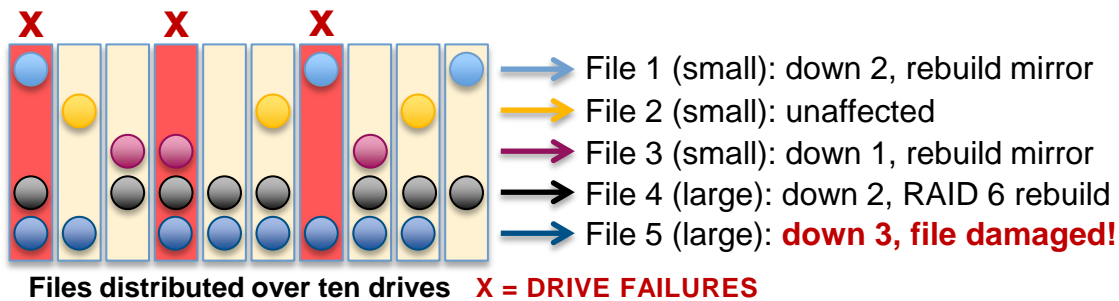 X X X
File 1 (small): down 2, rebuild mirror
File 2 (small): unaffected
File 3 (small): down 1, rebuild mirror
File 4 (large): down 2, RAID 6 rebuild
File 5 (large): down 3, file damaged!
Files distributed over ten drives X = DRIVE FAILURES